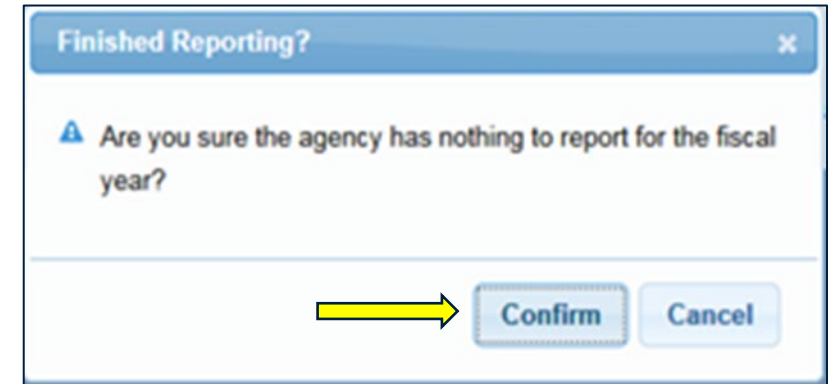 Finished Reporting?
Are you sure the agency has nothing to report for the fiscal
year?
Confirm Cancel